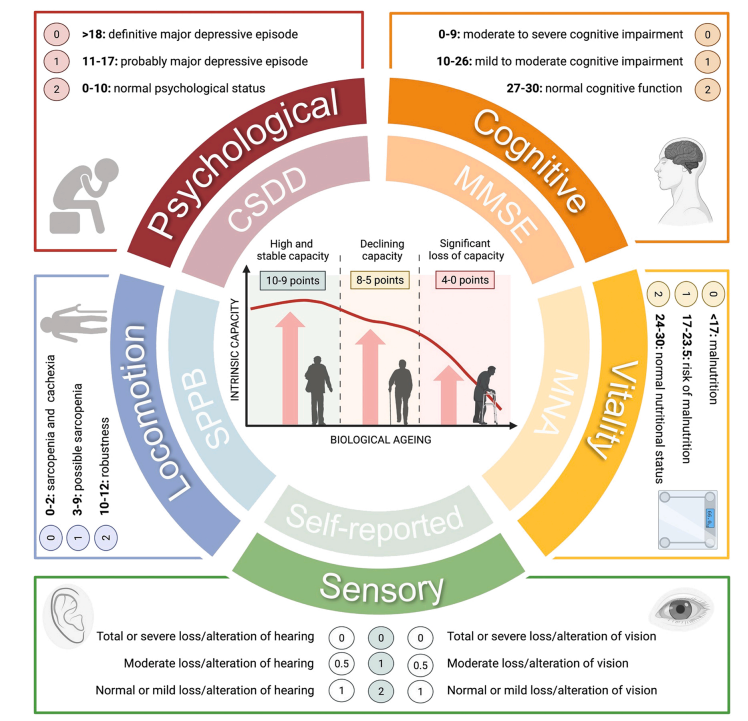 0 >18: definitive major depressive episode
1 11-17: probably major depressive episode
2 0-10: normal psychological status
0-9: moderate to severe cognitive impairment 0
10-26: mild to moderate cognitive impairment 1
27-30: normal cognitive function 2
Psychological
Cognitive
CSDD
MMSE
High and
stable capacity
10-9 points
Declining
capacity
8-5 points
Significant
loss of capacity
4-0 points
INTRINSIC CAPACITY
BIOLOGICAL AGEING
Locomotion
SPPB
0 0-2: sarcopenia and cachexia
1 3-9: possible sarcopenia
2 10-12: robustness
Vitality
MNA
0 <17: malnutrition
1 17-23.5: risk of malnutrition
2 24-30: normal nutritional status
Self-reported
Sensory
Total or severe loss/alteration of hearing 0 0 0 Total or severe loss/alteration of vision
Moderate loss/alteration of hearing 0.5 1 0.5 Moderate loss/alteration of vision
Normal or mild loss/alteration of hearing 1 2 1 Normal or mild loss/alteration of vision